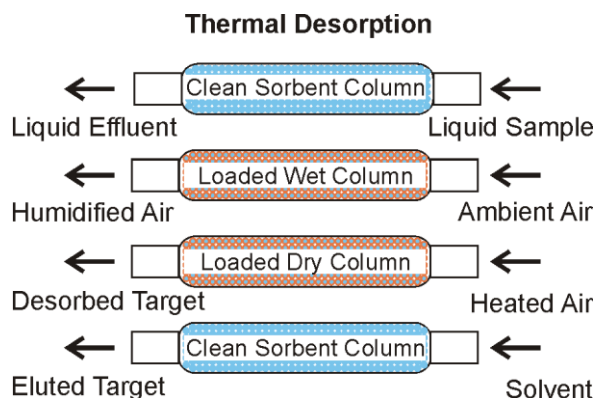 Thermal Desorption
Clean Sorbent Column
Liquid Effluent
Liquid Sample
Loaded Wet Column
Humidified Air
Ambient Air
Loaded Dry Column
Desorbed Target
Heated Air
Clean Sorbent Column
Eluted Target
Solvent